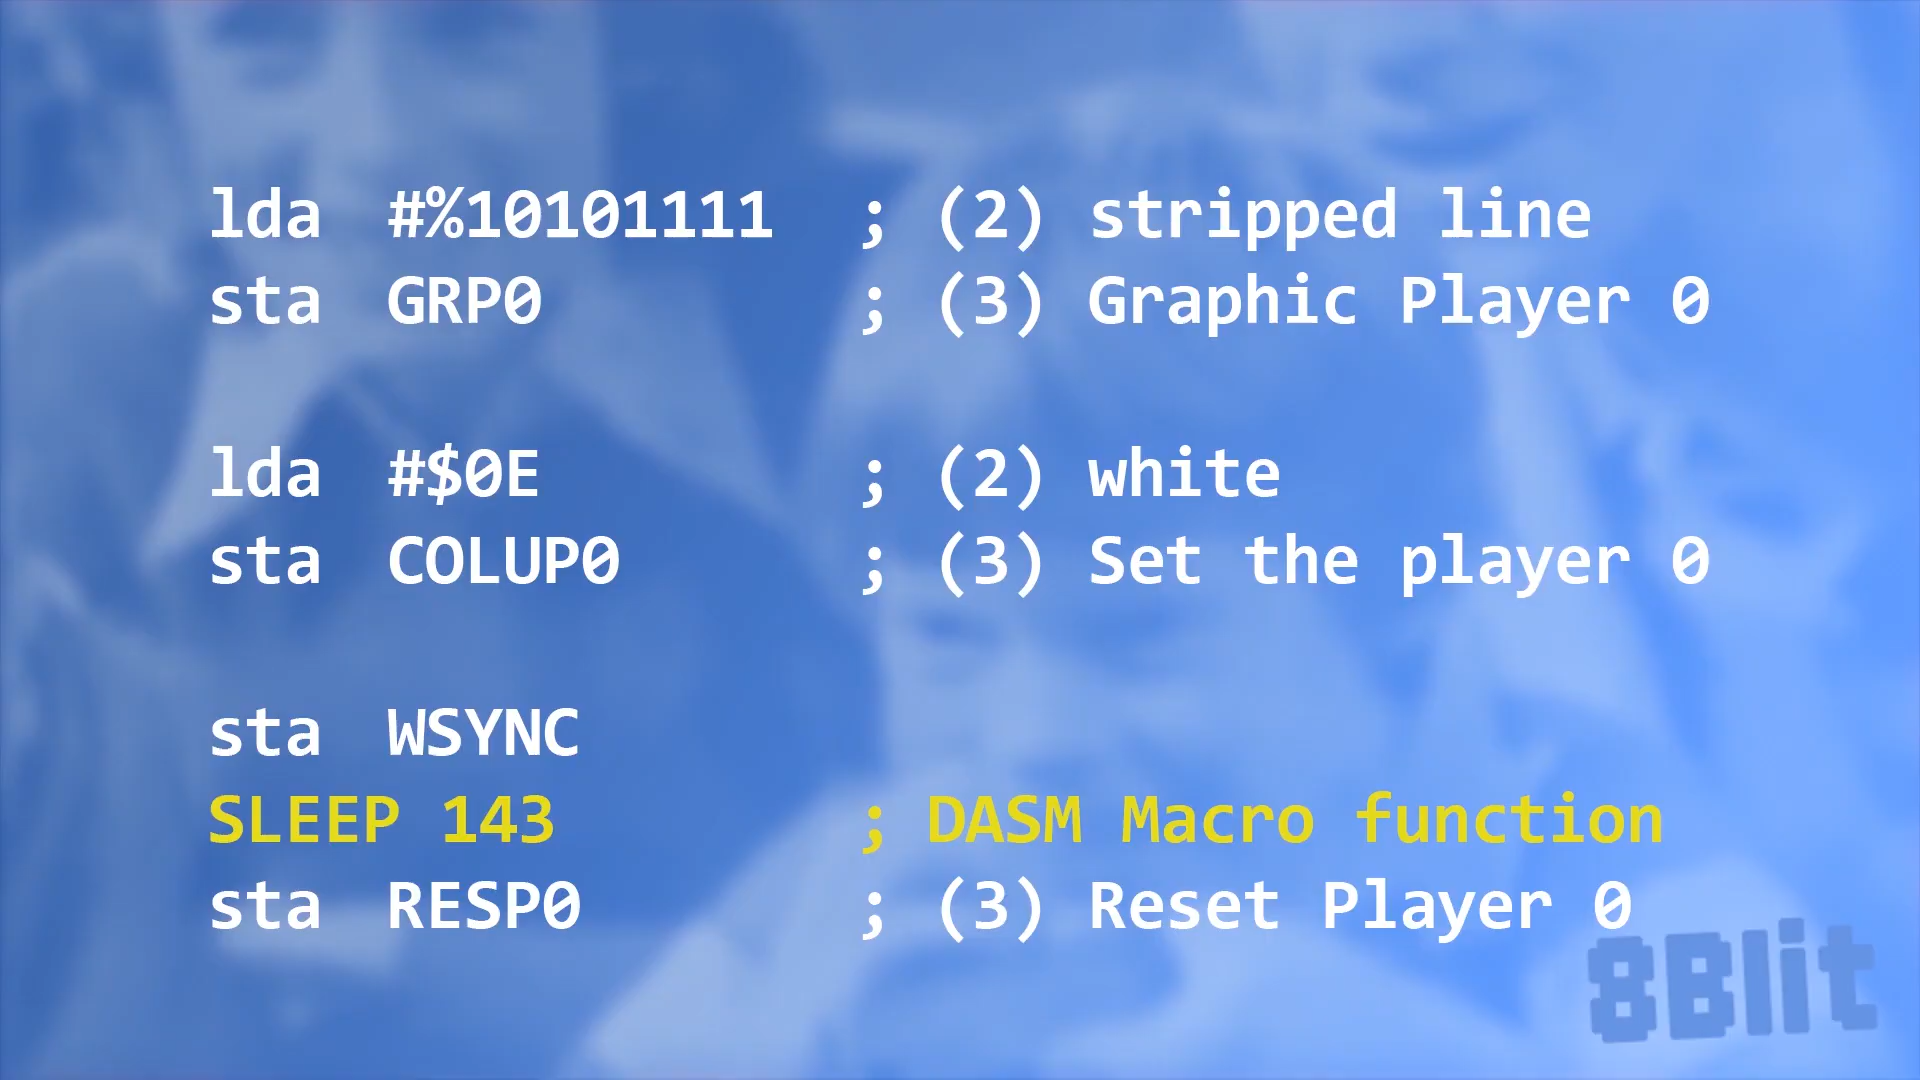 lda #%10101111 ; (2) stripped line
sta GRP0 ; (3) Graphic Player 0
lda #$0E ; (2) white
sta COLUP0 ; (3) Set the player 0
sta WSYNC
SLEEP 143 ; DASM Macro function
sta RESP0 ; (3) Reset Player 0
8Blit